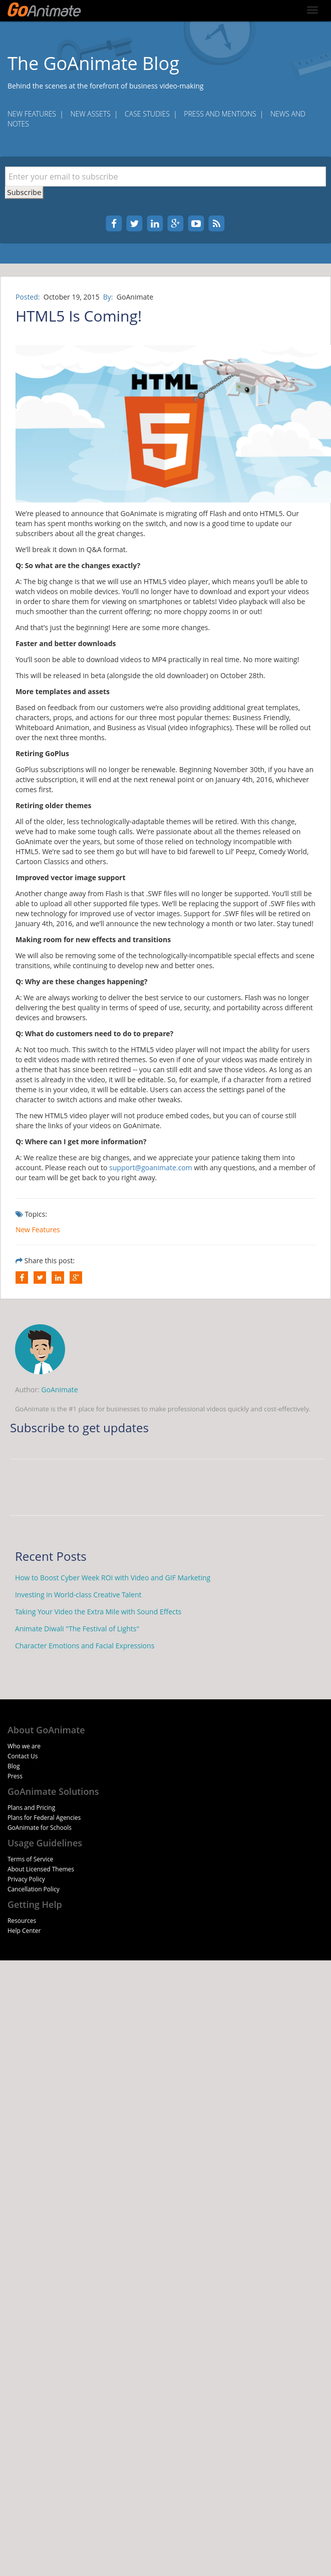 GoAnimate
The GoAnimate Blog
Behind the scenes at the forefront of business video-making
NEW FEATURES | NEW ASSETS | CASE STUDIES | PRESS AND MENTIONS | NEWS AND
NOTES
Enter your email to subscribe
Subscribe
Posted: October 19, 2015 By: GoAnimate
HTML5 Is Coming!
HTML
5
We're pleased to announce that GoAnimate is migrating off Flash and onto HTML5. Our
team has spent months working on the switch, and now is a good time to update our
subscribers about all the great changes.
We'll break it down in Q&A format.
Q: So what are the changes exactly?
A: The big change is that we will use an HTML5 video player, which means you'll be able to
watch videos on mobile devices. You'll no longer have to download and export your videos
in order to share them for viewing on smartphones or tablets! Video playback will also be
much smoother than the current offering; no more choppy zooms in or out!
And that's just the beginning! Here are some more changes.
Faster and better downloads
You'll soon be able to download videos to MP4 practically in real time. No more waiting!
This will be released in beta (alongside the old downloader) on October 28th.
More templates and assets
Based on feedback from our customers we're also providing additional great templates,
characters, props, and actions for our three most popular themes: Business Friendly,
Whiteboard Animation, and Business as Visual (video infographics). These will be rolled out
over the next three months.
Retiring GoPlus
GoPlus subscriptions will no longer be renewable. Beginning November 30th, if you have an
active subscription, it will end at the next renewal point or on January 4th, 2016, whichever
comes first.
Retiring older themes
All of the older, less technologically-adaptable themes will be retired. With this change,
we've had to make some tough calls. We're passionate about all the themes released on
GoAnimate over the years, but some of those relied on technology incompatible with
HTML5. We're sad to see them go but will have to bid farewell to Lil' Peepz, Comedy World,
Cartoon Classics and others.
Improved vector image support
Another change away from Flash is that .SWF files will no longer be supported. You'll still be
able to upload all other supported file types. We'll be replacing the support of .SWF files with
new technology for improved use of vector images. Support for .SWF files will be retired on
January 4th, 2016, and we'll announce the new technology a month or two later. Stay tuned!
Making room for new effects and transitions
We will also be removing some of the technologically-incompatible special effects and scene
transitions, while continuing to develop new and better ones.
Q: Why are these changes happening?
A: We are always working to deliver the best service to our customers. Flash was no longer
delivering the best quality in terms of speed of use, security, and portability across different
devices and browsers.
Q: What do customers need to do to prepare?
A: Not too much. This switch to the HTML5 video player will not impact the ability for users
to edit videos made with retired themes. So even if one of your videos was made entirely in
a theme that has since been retired -- you can still edit and save those videos. As long as your
asset is already in the video, it will be editable. So, for example, if a character from a retired
theme is in your video, it will be editable. Users can access the settings panel of the
character to switch actions and make other tweaks.
The new HTML5 video player will not produce embed codes, but you can of course still
share the links of your videos on GoAnimate.
Q: Where can I get more information?
A: We realize these are big changes, and we appreciate your patience taking them into
account. Please reach out to support@goanimate.com with any questions, and a member of
our team will be get back to you right away.
Topics:
New Features
Share this post:
Author: GoAnimate
GoAnimate is the #1 place for businesses to make professional videos quickly and cost-effectively.
Subscribe to get updates
Recent Posts
How to Boost Cyber Week ROI with Video and GIF Marketing
Investing in World-class Creative Talent
Taking Your Video the Extra Mile with Sound Effects
Animate Diwali "The Festival of Lights"
Character Emotions and Facial Expressions
About GoAnimate
Who we are
Contact Us
Blog
Press
GoAnimate Solutions
Plans and Pricing
Plans for Federal Agencies
GoAnimate for Schools
Usage Guidelines
Terms of Service
About Licensed Themes
Privacy Policy
Cancellation Policy
Getting Help
Resources
Help Center